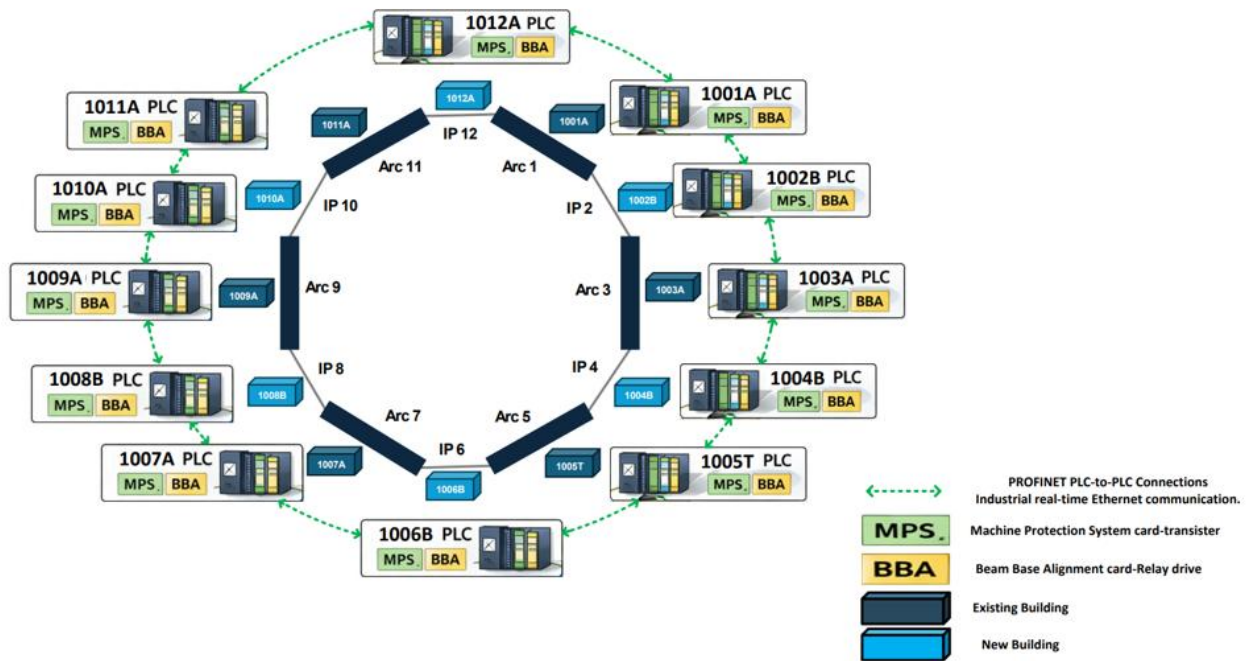 1012A PLC
MPS BBA
1011A PLC
MPS BBA
1001A PLC
MPS BBA
1012A
1011A
1001A
IP 12
Arc 11
Arc 1
1010A PLC
MPS BBA
1010A
IP 10
IP 2
1002B
1002B PLC
MPS BBA
1009A PLC
MPS BBA
1009A
Arc 9
Arc 3
1003A
1003A PLC
MPS BBA
1008B PLC
MPS BBA
1008B
IP 8
IP 4
1004B
1004B PLC
MPS BBA
Arc 7
Arc 5
IP 6
1007A PLC
MPS BBA
1007A
1006B
1005T
1005T PLC
MPS BBA
1006B PLC
MPS BBA
PROFINET PLC-to-PLC Connections
Industrial real-time Ethernet communication.
MPS Machine Protection System card-transister
BBA Beam Base Alignment card-Relay drive
Existing Building
New Building